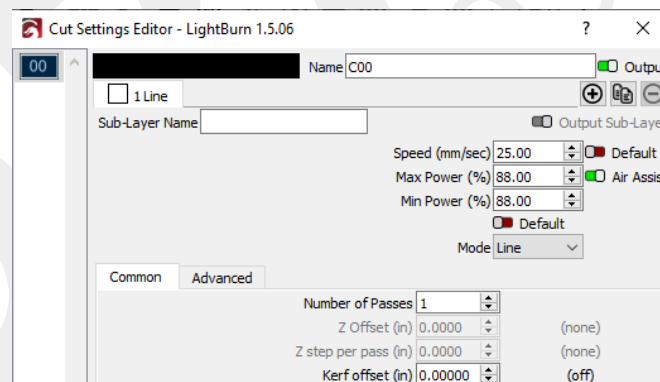 Cut Settings Editor - LightBurn 1.5.06 ? X
00
Name C00 Outpu
1 Line
Sub-Layer Name Output Sub-Laye
Speed (mm/sec) 25.00 Default
Max Power (%) 88.00 Air Assis
Min Power (%) 88.00
Default
Mode Line
Common Advanced
Number of Passes 1
Z Offset (in) 0.0000 (none)
Z step per pass (in) 0.0000 (none)
Kerf offset (in) 0.00000 (off)